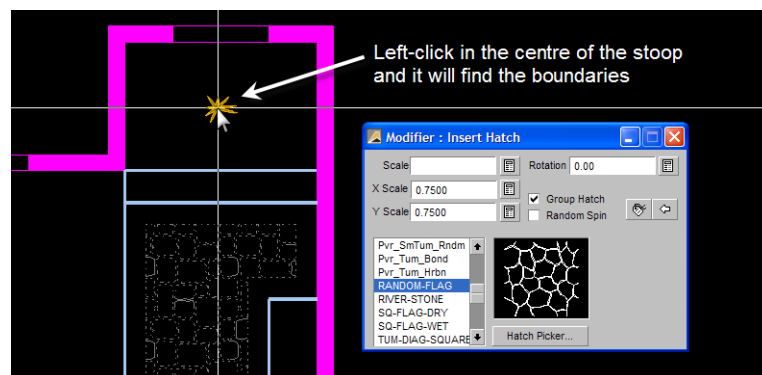 Left-click in the centre of the stoop
and it will find the boundaries
Modifier : Insert Hatch
Scale
Rotation 0.00
X Scale 0.7500
Group Hatch
Y Scale 0.7500
Random Spin
Pvr_SmTum_Rndm
Pvr_Tum_Bond
Pvr_Tum_Hrbn
RANDOM-FLAG
RIVER-STONE
SQ-FLAG-DRY
SQ-FLAG-WET
TUM-DIAG-SQUARE
Hatch Picker...